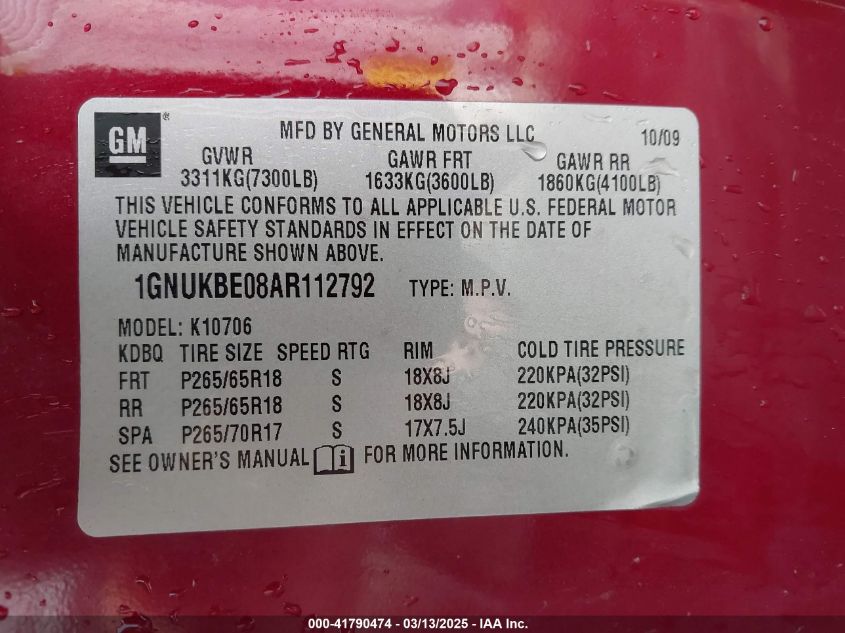 GM ® MFD BY GENERAL MOTORS LLC 10/09
GVWR GAWR FRT GAWR RR
3311KG(7300LB) 1633KG(3600LB) 1860KG(4100LB)
THIS VEHICLE CONFORMS TO ALL APPLICABLE U.S. FEDERAL MOTOR
VEHICLE SAFETY STANDARDS IN EFFECT ON THE DATE OF
MANUFACTURE SHOWN ABOVE.
1GNUKBE08AR112792 TYPE: M.P.V.
MODEL: K10706
KDBQ TIRE SIZE SPEED RTG RIM COLD TIRE PRESSURE
FRT P265/65R18 S 18X8J 220KPA(32PSI)
RR P265/65R18 S 18X8J 220KPA(32PSI)
SPA P265/70R17 S 17X7.5J 240KPA(35PSI)
SEE OWNER'S MANUAL i FOR MORE INFORMATION.
000-41790474 - 03/13/2025 - IAA Inc.